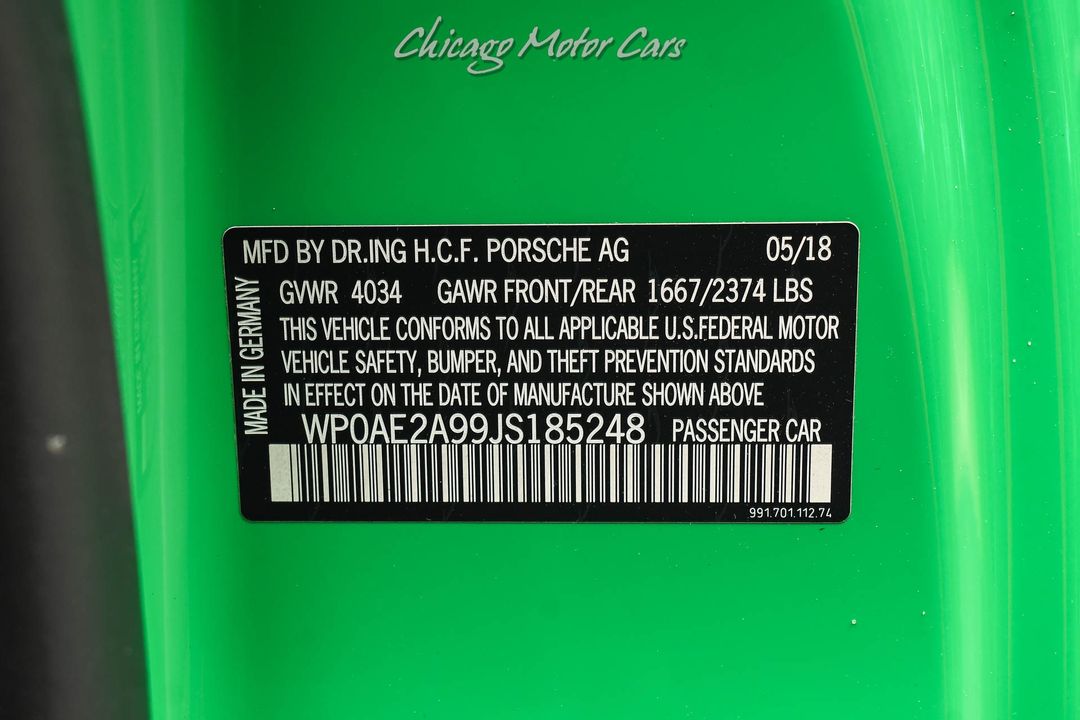 Chicago Motor Cars
MFD BY DR.ING H.C.F. PORSCHE AG 05/18
MADE IN GERMANY
GVWR 4034 GAWR FRONT/REAR 1667/2374 LBS
THIS VEHICLE CONFORMS TO ALL APPLICABLE U.S.FEDERAL MOTOR
VEHICLE SAFETY, BUMPER, AND THEFT PREVENTION STANDARDS
IN EFFECT ON THE DATE OF MANUFACTURE SHOWN ABOVE
WP0AE2A99JS185248 PASSENGER CAR
991.701.112.74